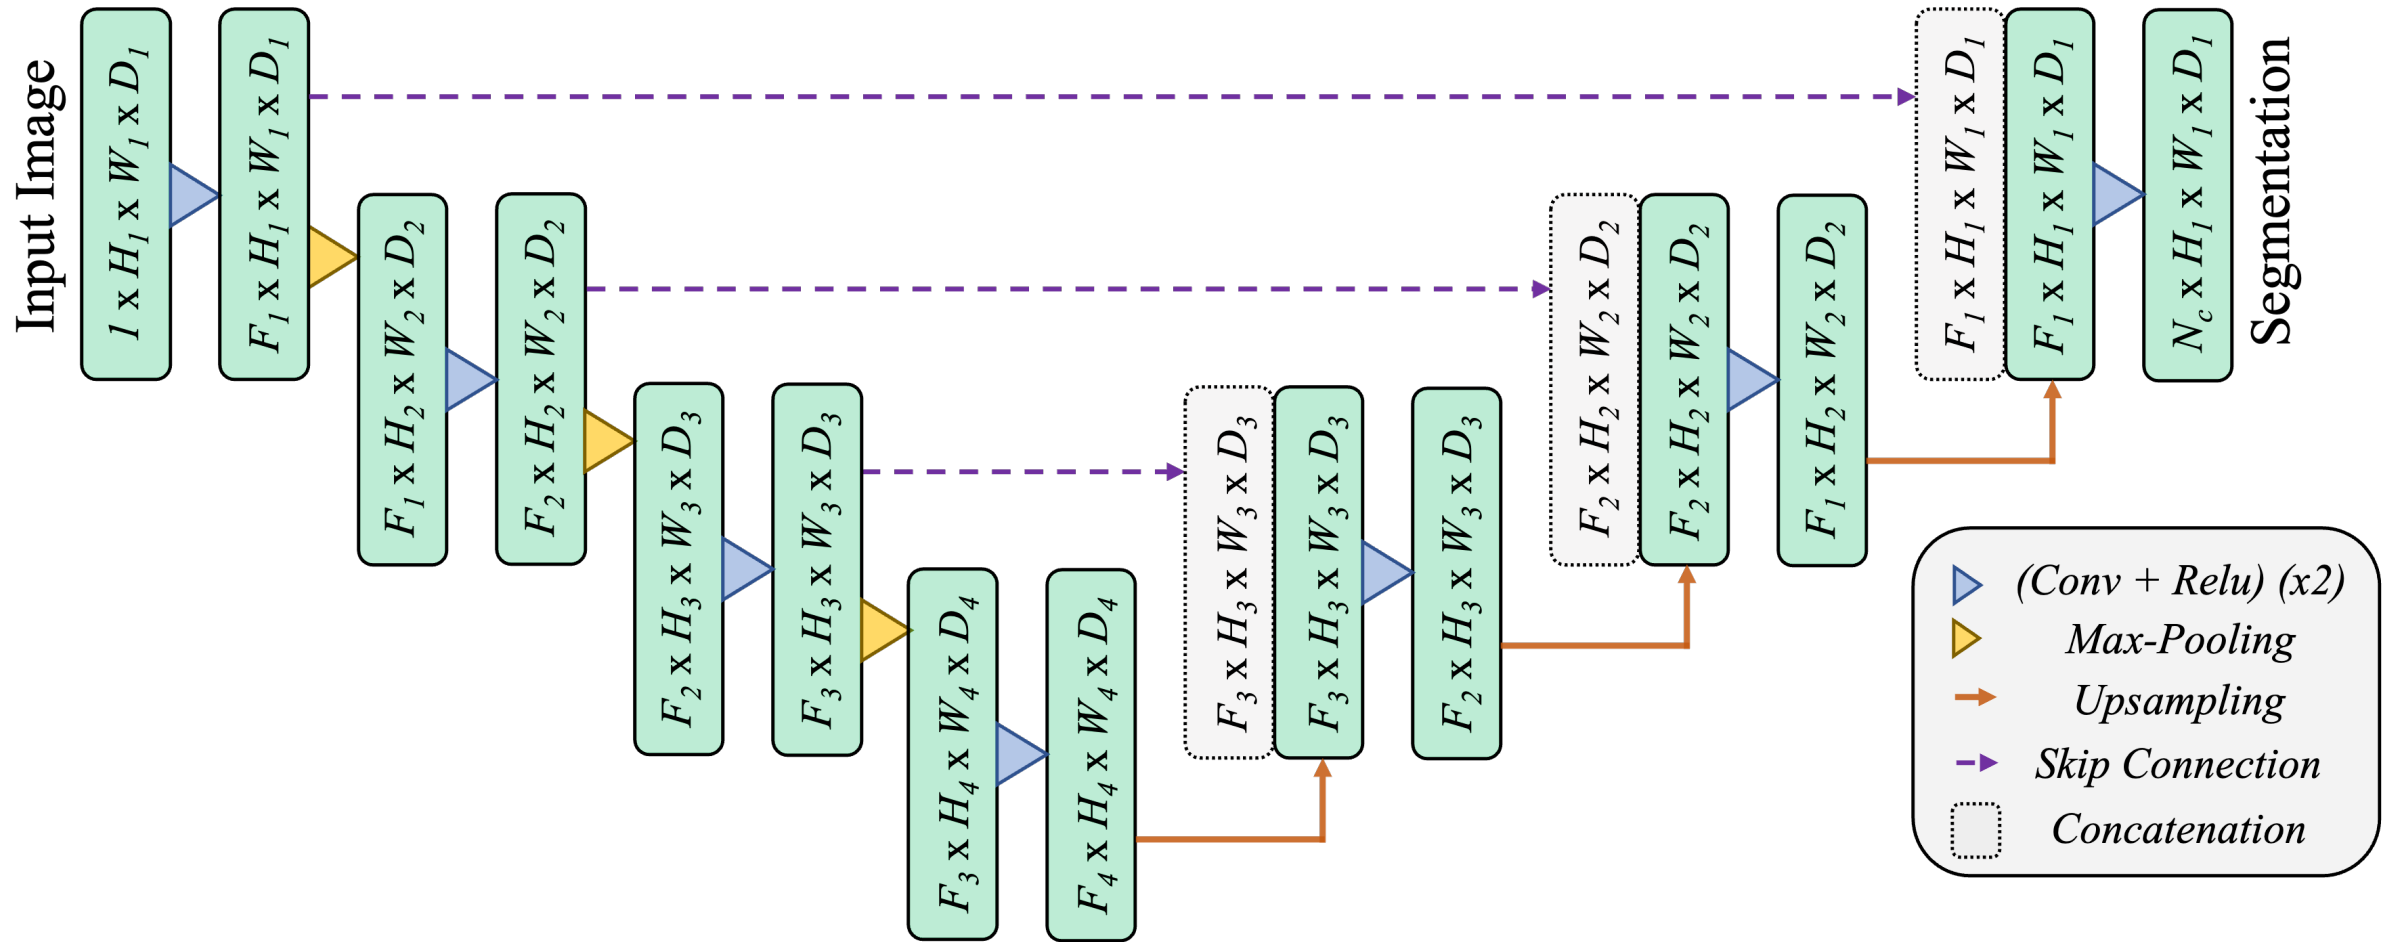 Input Image
1 x H1 x W1 x D1
F1 x H1 x W1 x D1
F1 x H2 x W2 x D2
F2 x H2 x W2 x D2
F2 x H3 x W3 x D3
F3 x H3 x W3 x D3
F3 x H4 x W4 x D4
F4 x H4 x W4 x D4
F3 x H3 x W3 x D3
F3 x H3 x W3 x D3
F2 x H3 x W3 x D3
F2 x H2 x W2 x D2
F2 x H2 x W2 x D2
F1 x H2 x W2 x D2
F1 x H1 x W1 x D1
F1 x H1 x W1 x D1
Nc x H1 x W1 x D1
Segmentation
(Conv + Relu) (x2)
Max-Pooling
Upsampling
Skip Connection
Concatenation